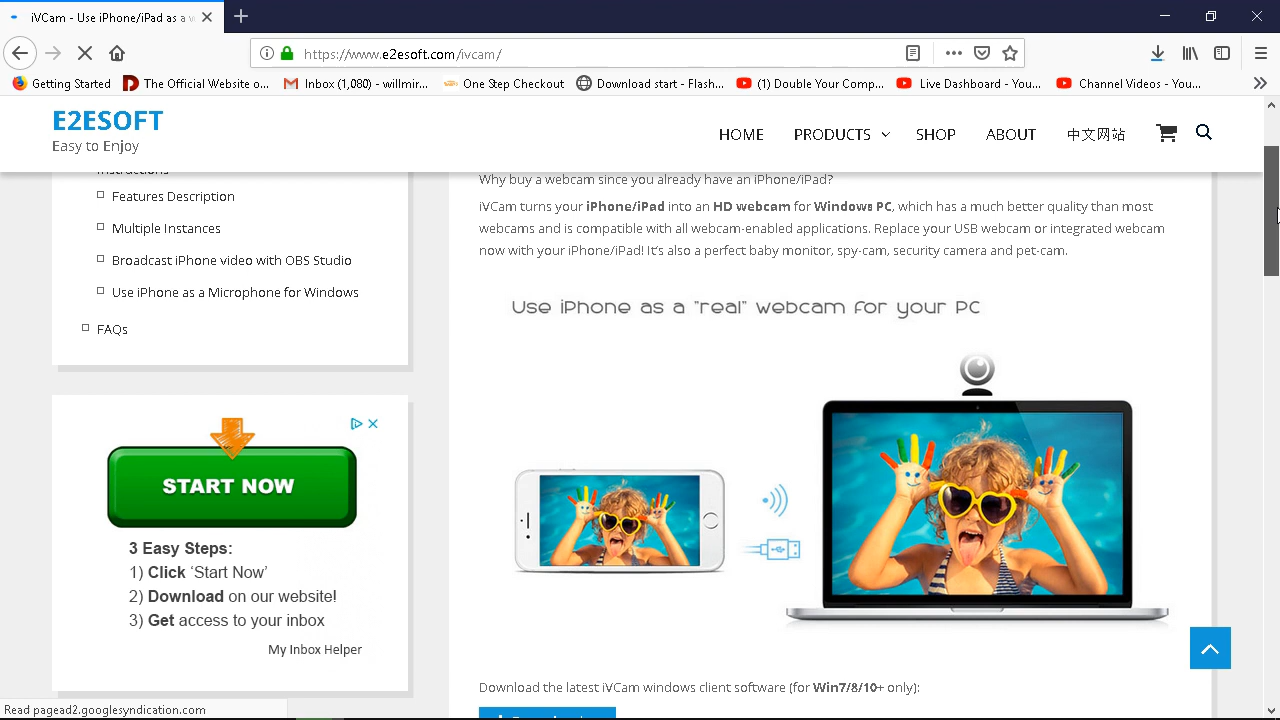 iVCam - Use iPhone/iPad as a w
https://www.e2esoft.com/ivcam/
Getting Started
The Official Website o...
Inbox (1,080) - willmir...
One Step Checkout
Download start - Flash...
(1) Double Your Comp...
Live Dashboard - You...
Channel Videos - You...
E2ESOFT
Easy to Enjoy
HOME
PRODUCTS
SHOP
ABOUT
中文网站
Instructions
Features Description
Multiple Instances
Broadcast iPhone video with OBS Studio
Use iPhone as a Microphone for Windows
FAQs
START NOW
3 Easy Steps:
1) Click ‘Start Now’
2) Download on our website!
3) Get access to your inbox
My Inbox Helper
Why buy a webcam since you already have an iPhone/iPad?
iVCam turns your iPhone/iPad into an HD webcam for Windows PC, which has a much better quality than most
webcams and is compatible with all webcam-enabled applications. Replace your USB webcam or integrated webcam
now with your iPhone/iPad! It’s also a perfect baby monitor, spy-cam, security camera and pet-cam.
Use iPhone as a "real" webcam for your PC
Download the latest iVCam windows client software (for Win7/8/10+ only):
Read pagead2.googlesyndication.com